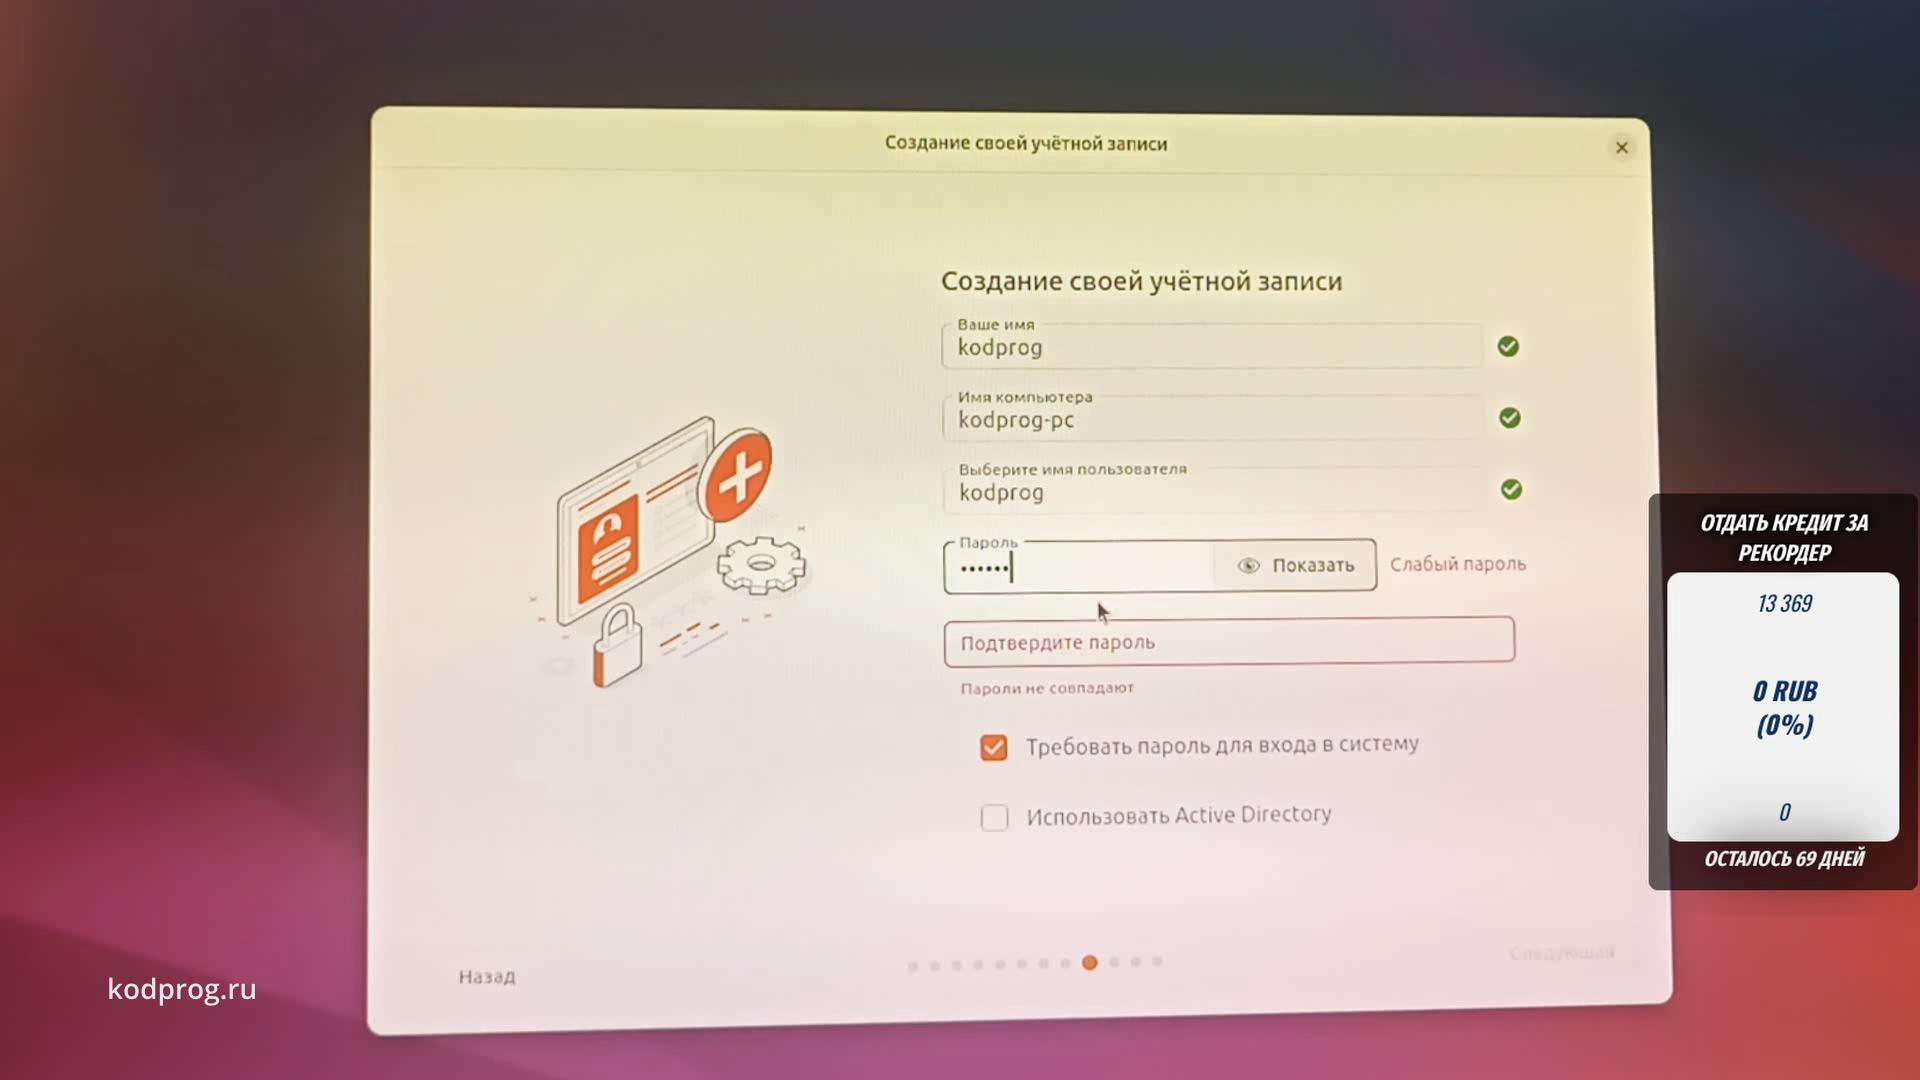 Создание своей учётной записи
Создание своей учётной записи
Ваше имя
kodprog
Имя компьютера
kodprog-pc
Выберите имя пользователя
kodprog
Пароль
••••••
Показать
Слабый пароль
Подтвердите пароль
Пароли не совпадают
Требовать пароль для входа в систему
Использовать Active Directory
Назад
Следующая
kodprog.ru
ОТДАТЬ КРЕДИТ ЗА
РЕКОРДЕР
13 369
0 RUB
(0%)
0
ОСТАЛОСЬ 69 ДНЕЙ